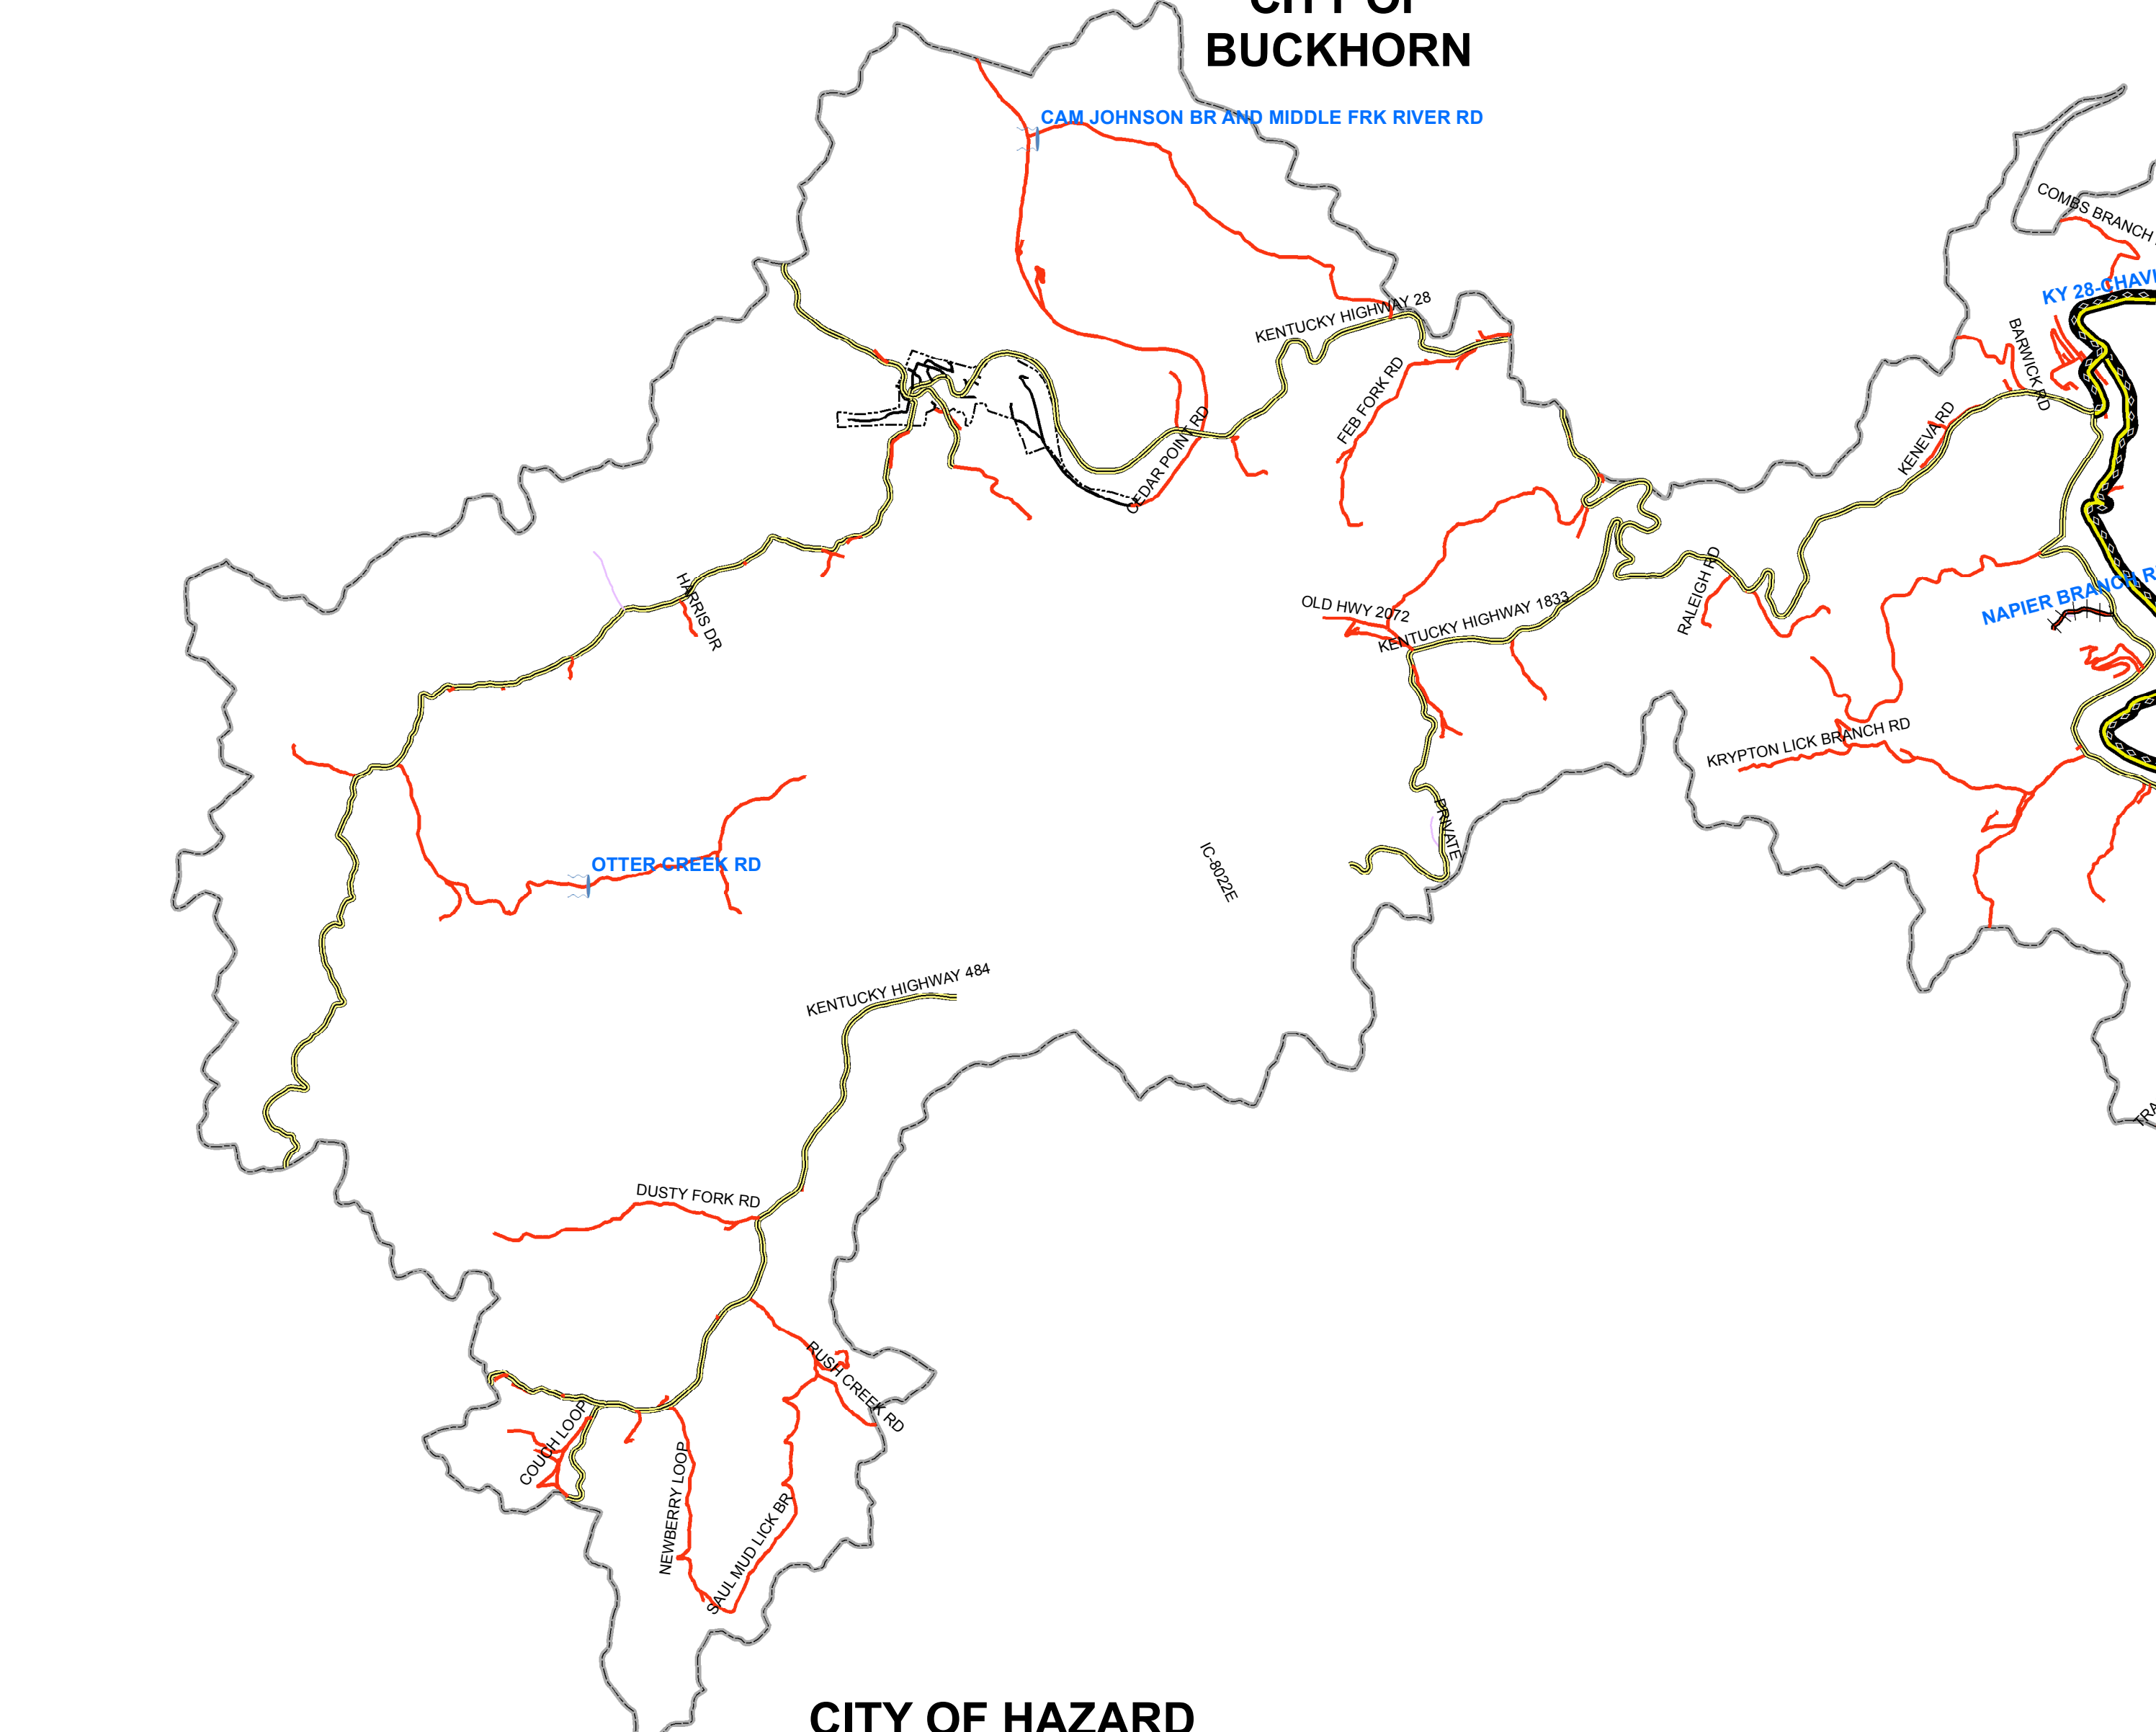 CITY OF
BUCKHORN
CAM JOHNSON BR AND MIDDLE FRK RIVER RD
COMBS BRANCH
KY 28-CHAVI
KENTUCKY HIGHWAY 28
BARWICK RD
FEB FORK RD
CEDAR POINT RD
KENEVA RD
HARRIS DR
RALEIGH RD
OLD HWY 2072
KENTUCKY HIGHWAY 1833
NAPIER BRANCH R
KRYPTON LICK BRANCH RD
PRIVATE
OTTER CREEK RD
IC-8022E
KENTUCKY HIGHWAY 484
TRA
DUSTY FORK RD
RUSH CREEK RD
COUCH LOOP
NEWBERRY LOOP
SAUL MUD LICK BR
CITY OF HAZARD